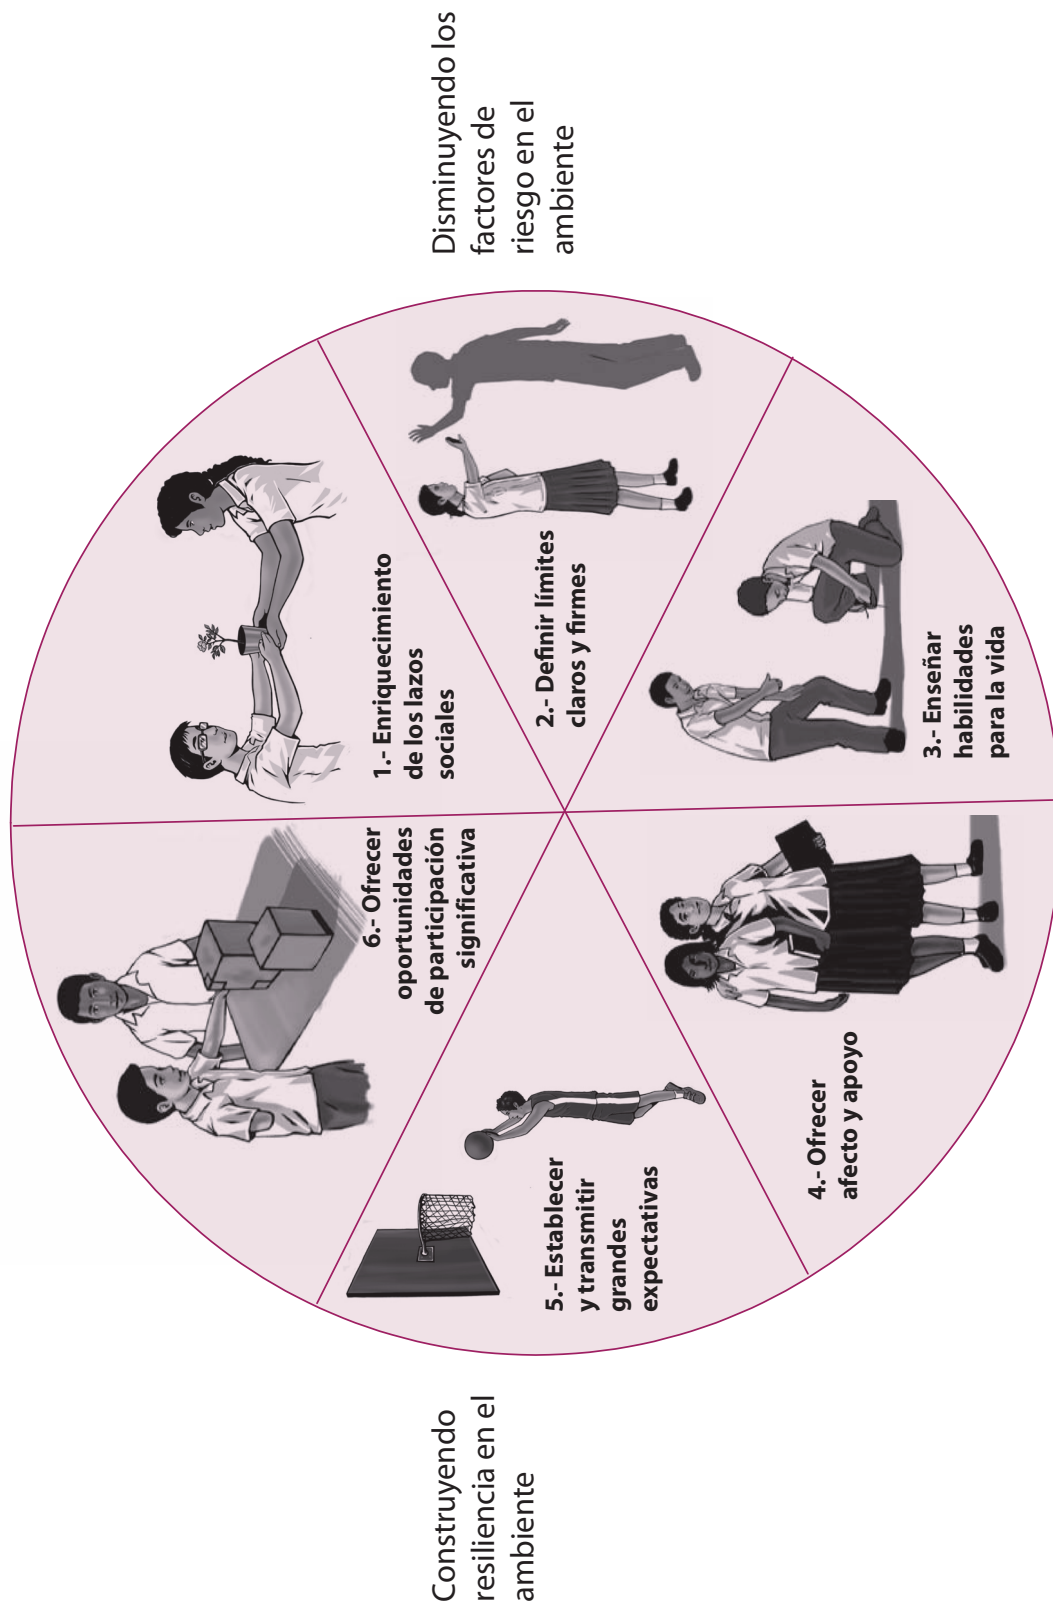 Construyendo
resiliencia en el
ambiente
Disminuyendo los
factores de
riesgo en el
ambiente
1.- Enriquecimiento
de los lazos
sociales
2.- Definir límites
claros y firmes
3.- Enseñar
habilidades
para la vida
4.- Ofrecer
afecto y apoyo
5.- Establecer
y transmitir
grandes
expectativas
6.- Ofrecer
oportunidades
de participación
significativa